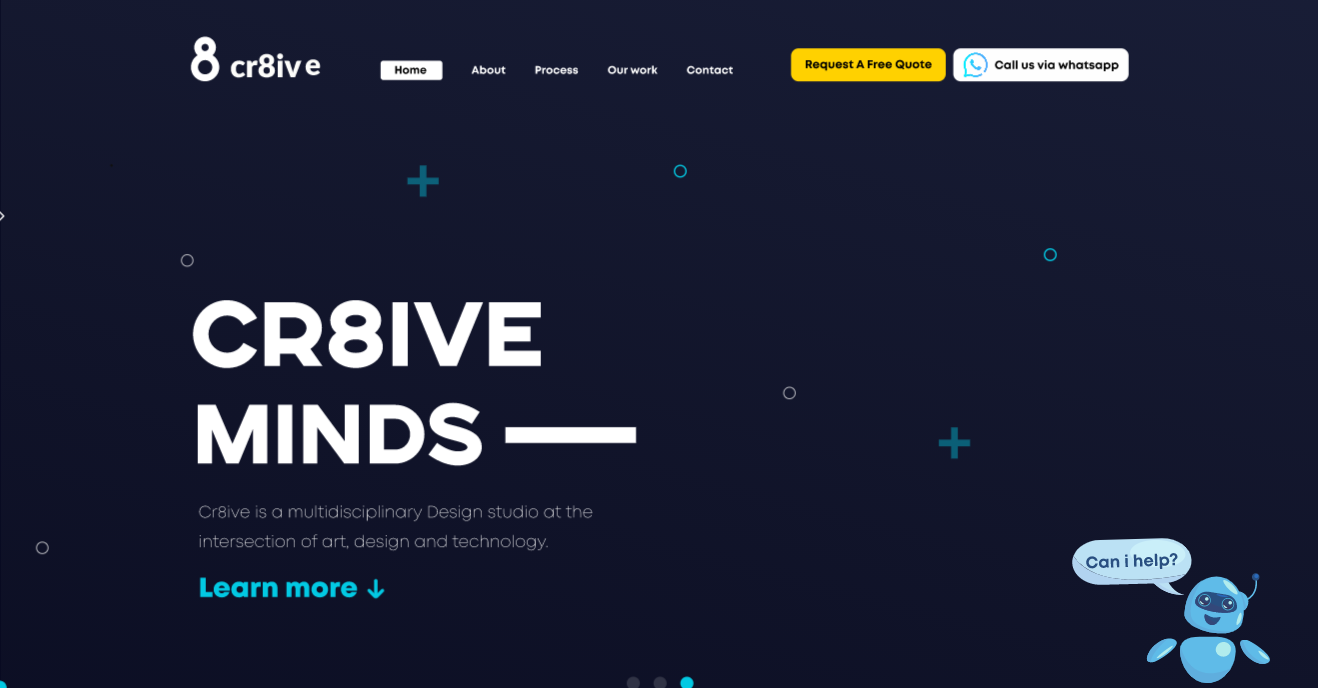 8 cr8ive
Home
About
Process
Our work
Contact
Request A Free Quote
Call us via whatsapp
CR8IVE
MINDS
Cr8ive is a multidisciplinary Design studio at the
intersection of art, design and technology.
Learn more ↓
Can i help?